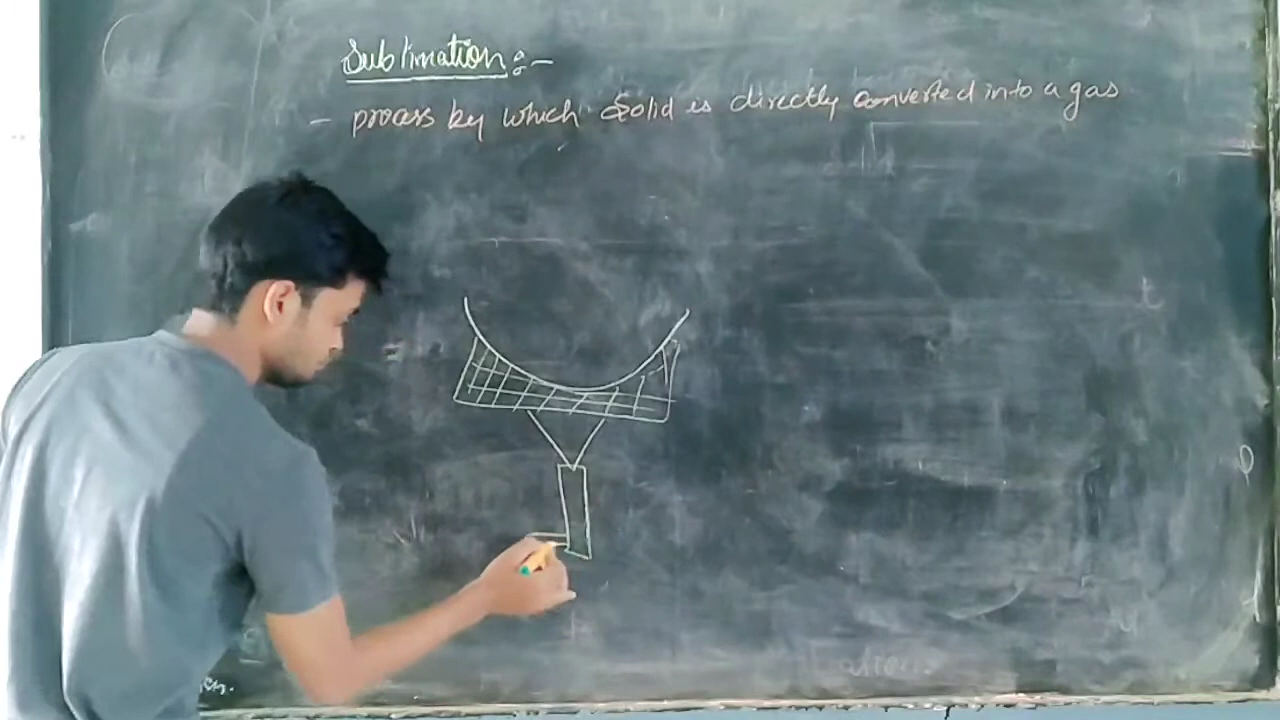 Sublimation :-
- process by which Solid is directly converted into a gas